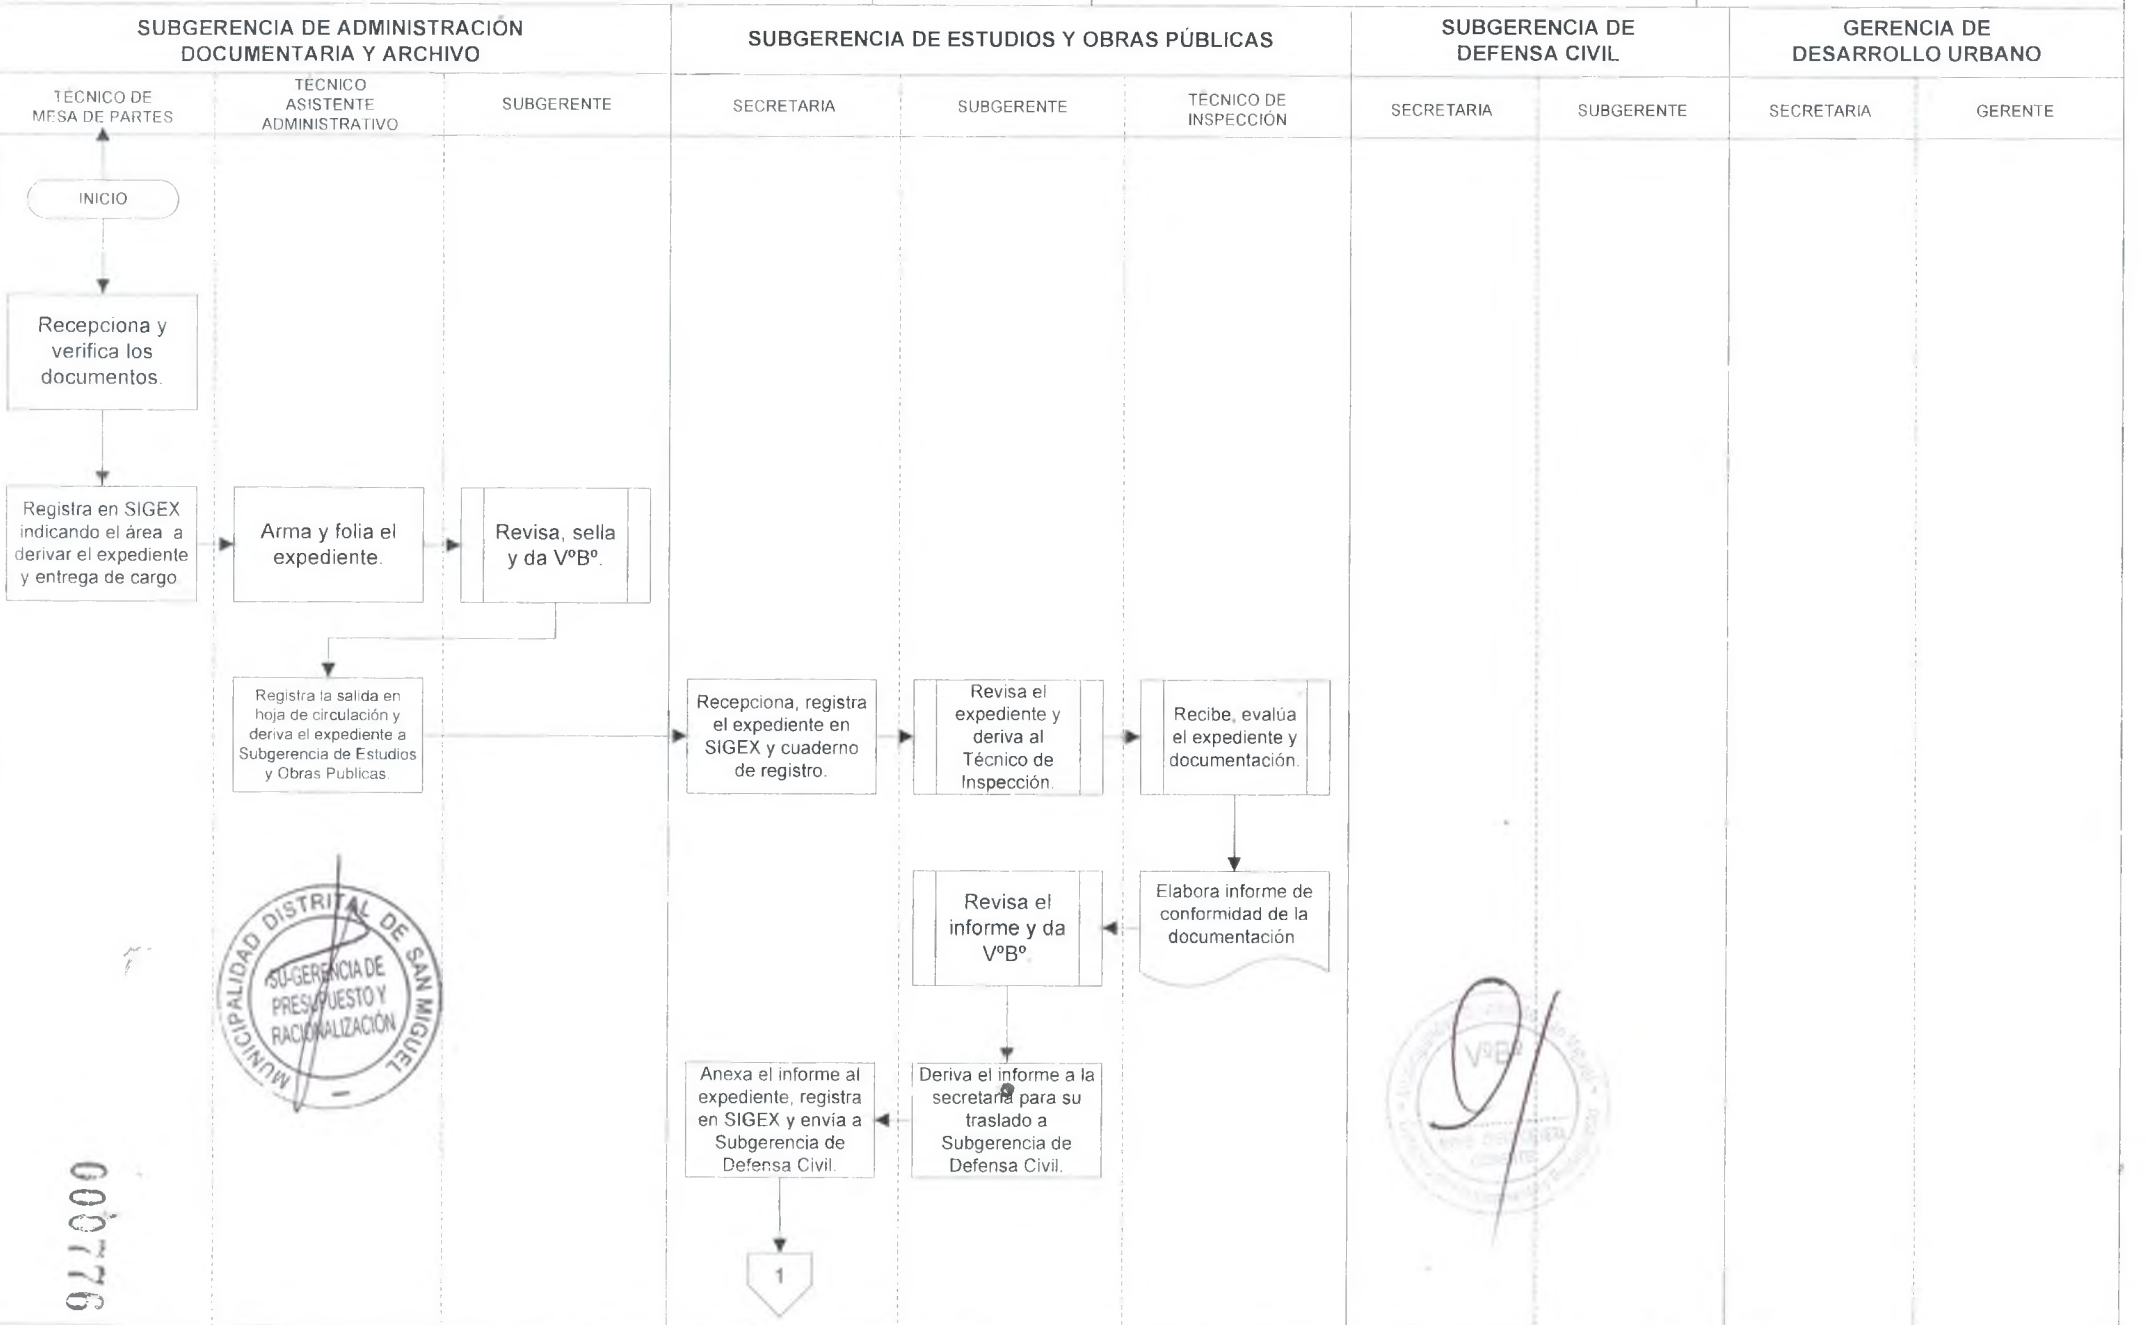 SUBGERENCIA DE ADMINISTRACIÓN
DOCUMENTARIA Y ARCHIVO
SUBGERENCIA DE ESTUDIOS Y OBRAS PÚBLICAS
SUBGERENCIA DE
DEFENSA CIVIL
GERENCIA DE
DESARROLLO URBANO
TÉCNICO DE
MESA DE PARTES
TÉCNICO
ASISTENTE
ADMINISTRATIVO
SUBGERENTE
SECRETARIA
SUBGERENTE
TÉCNICO DE
INSPECCIÓN
SECRETARIA
SUBGERENTE
SECRETARIA
GERENTE
INICIO
Recepciona y
verifica los
documentos.
Registra en SIGEX
indicando el área a
derivar el expediente
y entrega de cargo
Arma y folia el
expediente.
Revisa, sella
y da VºBº.
Registra la salida en
hoja de circulación y
deriva el expediente a
Subgerencia de Estudios
y Obras Publicas.
Recepciona, registra
el expediente en
SIGEX y cuaderno
de registro.
Revisa el
expediente y
deriva al
Técnico de
Inspección.
Recibe, evalúa
el expediente y
documentación.
Elabora informe de
conformidad de la
documentación
Revisa el
informe y da
VºBº
Deriva el informe a la
secretaria para su
traslado a
Subgerencia de
Defensa Civil.
Anexa el informe al
expediente, registra
en SIGEX y envía a
Subgerencia de
Defensa Civil.
1
MUNICIPALIDAD DISTRITAL DE SAN MIGUEL
SU-GERENCIA DE
PRESUPUESTO Y
RACIONALIZACIÓN
VºBº
000776